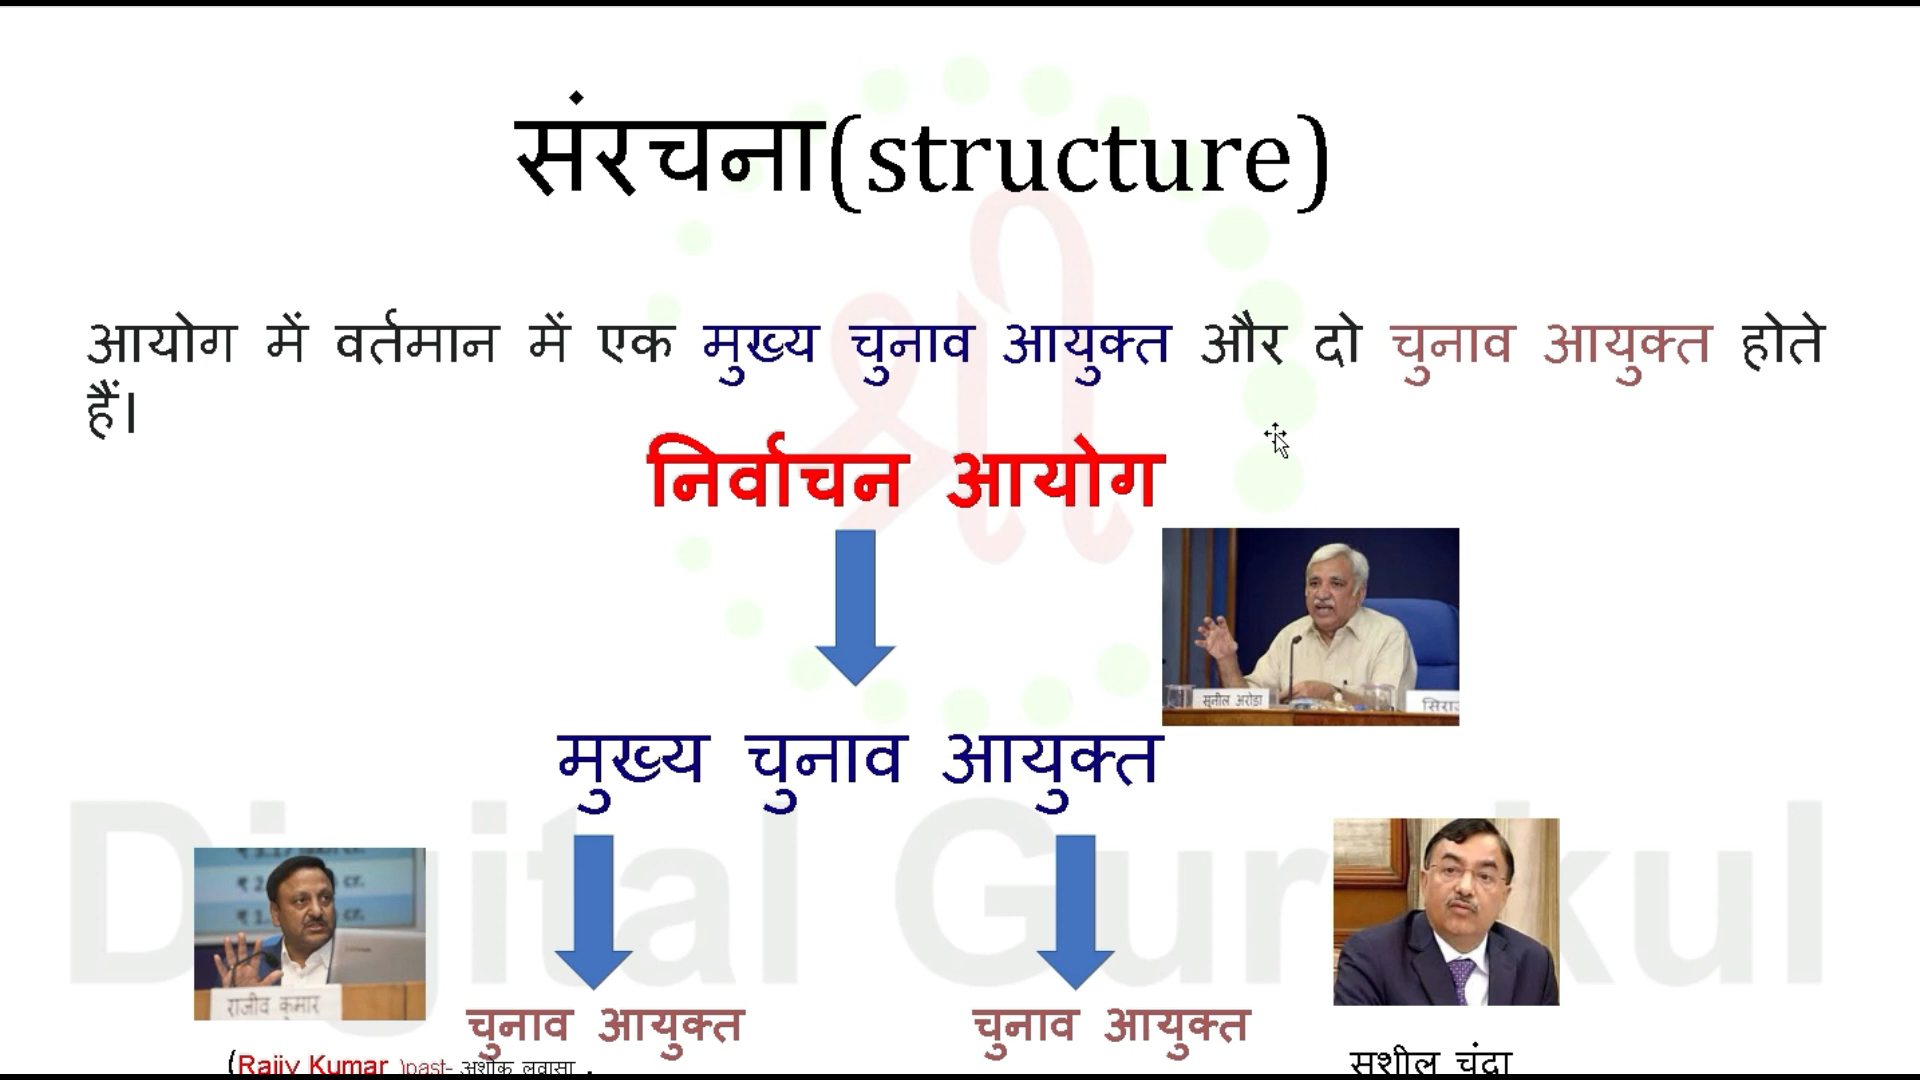 संरचना(structure)
आयोग में वर्तमान में एक मुख्य चुनाव आयुक्त और दो चुनाव आयुक्त होते
हैं।
निर्वाचन आयोग
सुनील अरोड़ा
मुख्य चुनाव आयुक्त
Digital Gurukul
श्री
राजीव कुमार
चुनाव आयुक्त
चुनाव आयुक्त
(Rajiv Kumar )past- अशोक लवासा .
सुशील चंद्रा